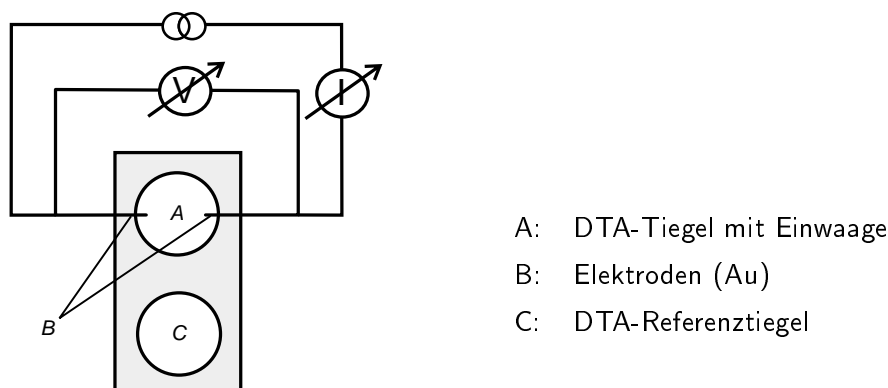 V
I
A
B
C
A: DTA-Tiegel mit Einwaage
B: Elektroden (Au)
C: DTA-Referenztiegel